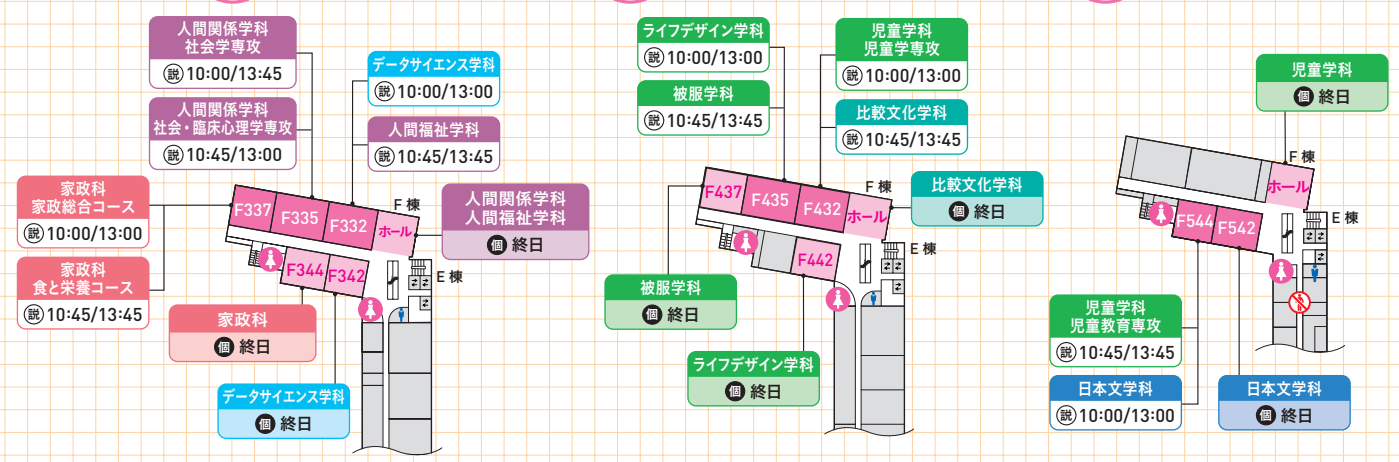 人間関係学科
社会学専攻
説 10:00/13:45
人間関係学科
社会・臨床心理学専攻
説 10:45/13:00
データサイエンス学科
説 10:00/13:00
人間福祉学科
説 10:45/13:45
家政科
家政総合コース
説 10:00/13:00
家政科
食と栄養コース
説 10:45/13:45
人間関係学科
人間福祉学科
個 終日
F337
F335
F332
ホール
F棟
E棟
F344
F342
家政科
個 終日
データサイエンス学科
個 終日
ライフデザイン学科
説 10:00/13:00
被服学科
説 10:45/13:45
児童学科
児童学専攻
説 10:00/13:00
比較文化学科
説 10:45/13:45
F437
F435
F432
ホール
F棟
E棟
F442
比較文化学科
個 終日
被服学科
個 終日
ライフデザイン学科
個 終日
児童学科
個 終日
F棟
ホール
E棟
F544
F542
児童学科
児童教育専攻
説 10:45/13:45
日本文学科
説 10:00/13:00
日本文学科
個 終日